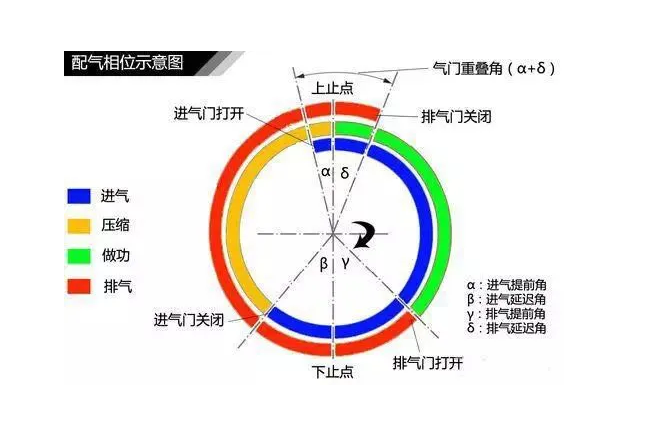 配气相位示意图
气门重叠角（α+δ）
上止点
进气门打开
排气门关闭
α
δ
进气
压缩
做功
排气
β
γ
α：进气提前角
β：进气延迟角
γ：排气提前角
δ：排气延迟角
进气门关闭
排气门打开
下止点